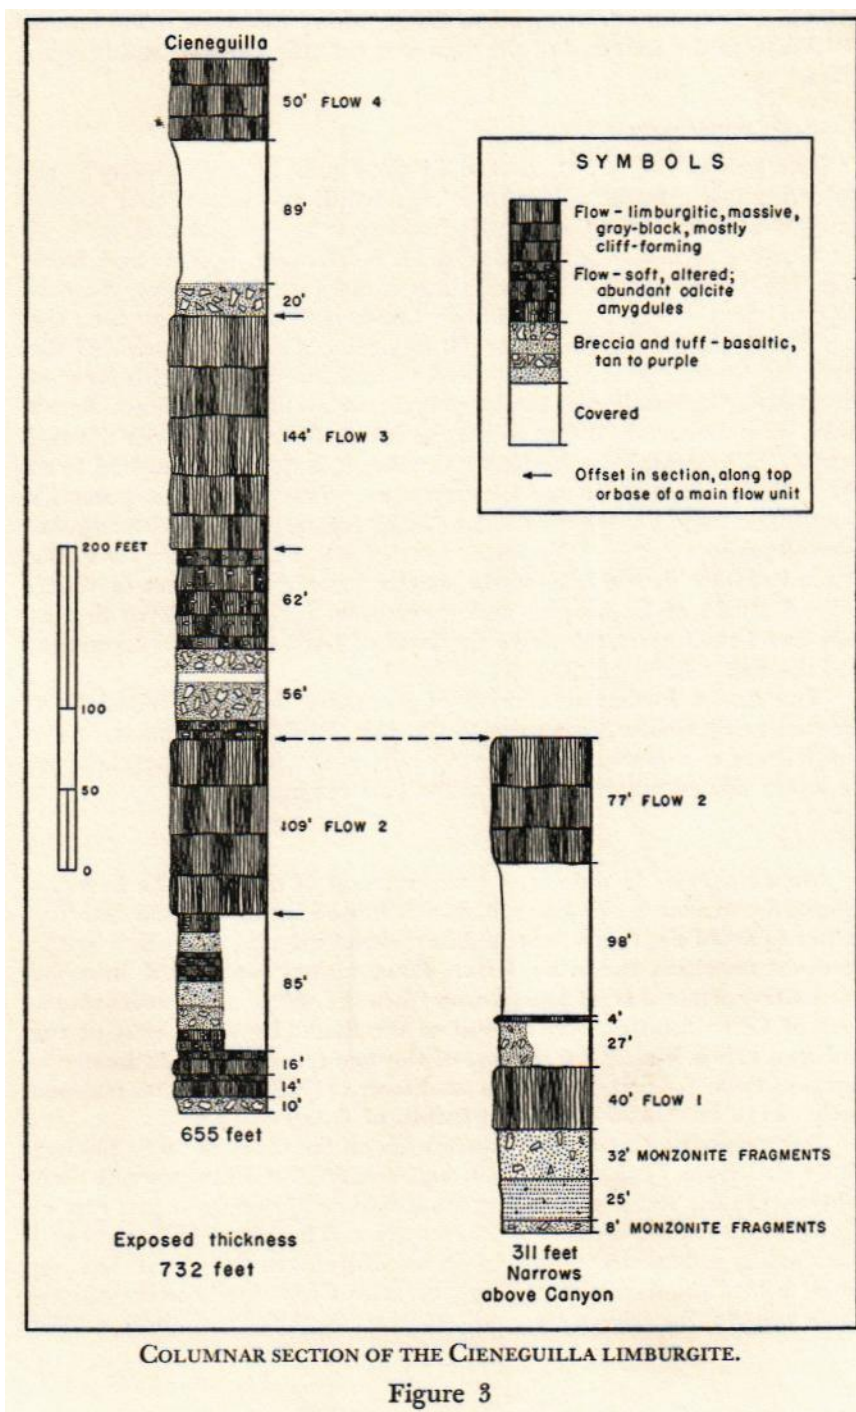 Cieneguilla
50' FLOW 4
89'
20'
144' FLOW 3
200 FEET
62'
56'
100
50
109' FLOW 2
0
85'
16'
14'
10'
655 feet
Exposed thickness
732 feet
SYMBOLS
Flow - limburgitic, massive,
gray-black, mostly
cliff-forming
Flow - soft, altered;
abundant calcite
amygdules
Breccia and tuff - basaltic,
tan to purple
Covered
Offset in section, along top
or base of a main flow unit
77' FLOW 2
98'
4'
27'
40' FLOW 1
32' MONZONITE FRAGMENTS
25'
8' MONZONITE FRAGMENTS
311 feet
Narrows
above Canyon
COLUMNAR SECTION OF THE CIENEGUILLA LIMBURGITE.
Figure 3